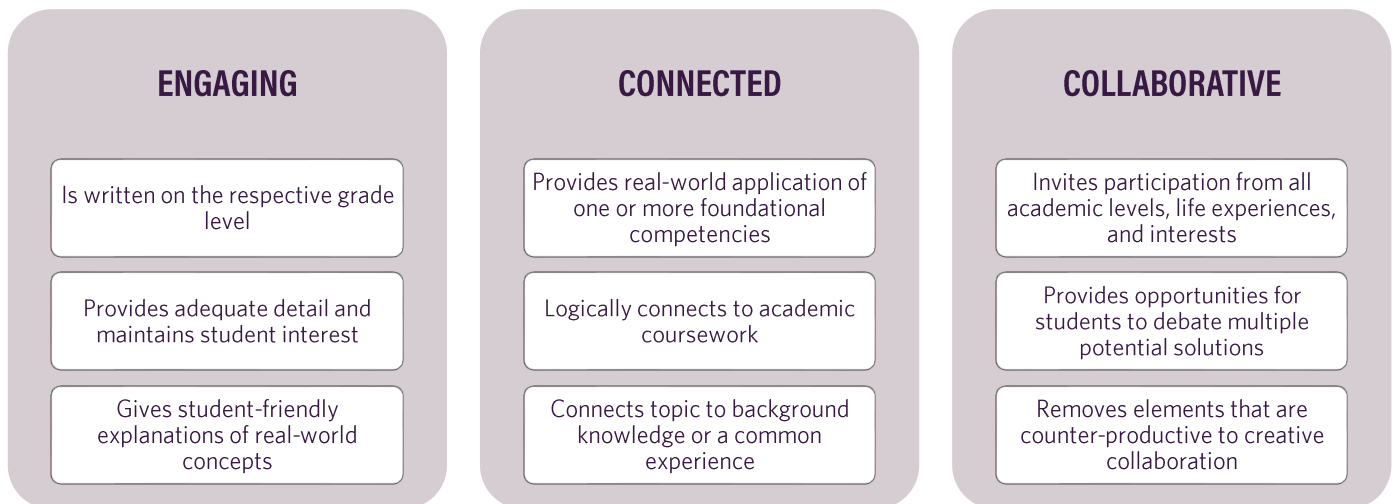 ENGAGING
Is written on the respective grade
level
Provides adequate detail and
maintains student interest
Gives student-friendly
explanations of real-world
concepts
CONNECTED
Provides real-world application of
one or more foundational
competencies
Logically connects to academic
coursework
Connects topic to background
knowledge or a common
experience
COLLABORATIVE
Invites participation from all
academic levels, life experiences,
and interests
Provides opportunities for
students to debate multiple
potential solutions
Removes elements that are
counter-productive to creative
collaboration